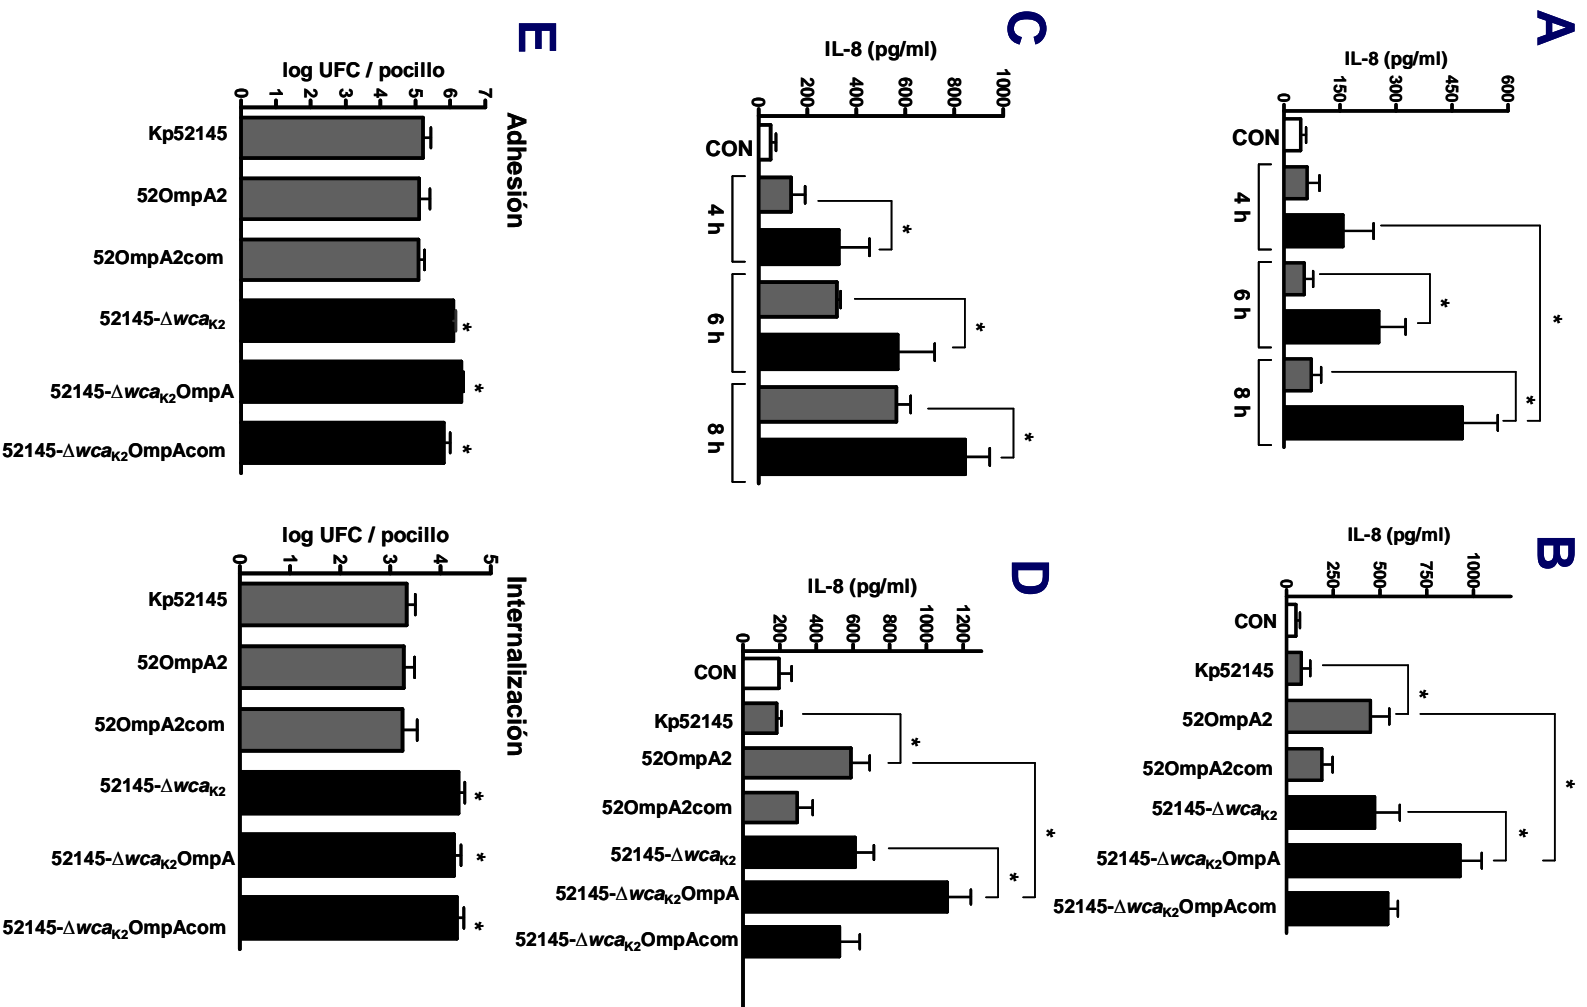 A
IL-8 (pg/ml)
0
150
300
450
600
CON
4 h
6 h
8 h
*
*
*
B
IL-8 (pg/ml)
0
250
500
750
1000
CON
Kp52145
52OmpA2
52OmpA2com
52145-ΔwcaK2
52145-ΔwcaK2OmpA
52145-ΔwcaK2OmpAcom
*
*
*
C
IL-8 (pg/ml)
0
200
400
600
800
1000
CON
4 h
6 h
8 h
*
*
*
D
IL-8 (pg/ml)
0
200
400
600
800
1000
1200
CON
Kp52145
52OmpA2
52OmpA2com
52145-ΔwcaK2
52145-ΔwcaK2OmpA
52145-ΔwcaK2OmpAcom
*
*
*
E
Adhesión
log UFC / pocillo
0
1
2
3
4
5
6
7
Kp52145
52OmpA2
52OmpA2com
52145-ΔwcaK2
52145-ΔwcaK2OmpA
52145-ΔwcaK2OmpAcom
*
*
*
Internalización
log UFC / pocillo
0
1
2
3
4
5
Kp52145
52OmpA2
52OmpA2com
52145-ΔwcaK2
52145-ΔwcaK2OmpA
52145-ΔwcaK2OmpAcom
*
*
*